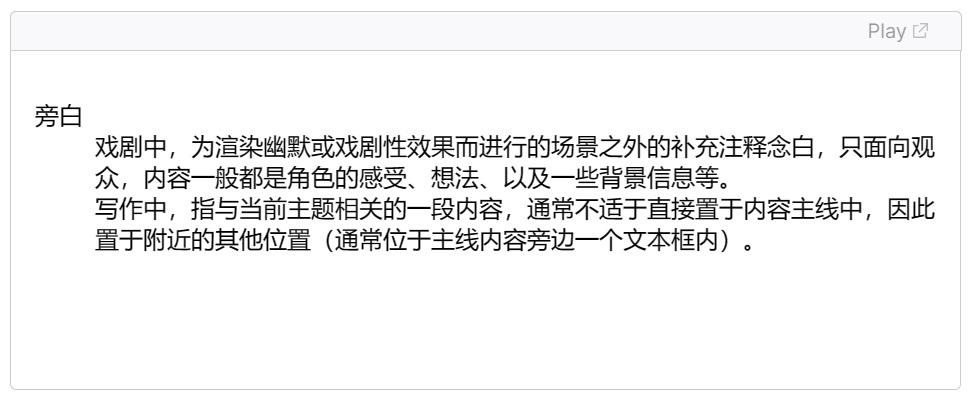 Play
旁白
戏剧中，为渲染幽默或戏剧性效果而进行的场景之外的补充注释念白，只面向观
众，内容一般都是角色的感受、想法、以及一些背景信息等。
写作中，指与当前主题相关的一段内容，通常不适于直接置于内容主线中，因此
置于附近的其他位置（通常位于主线内容旁边一个文本框内）。